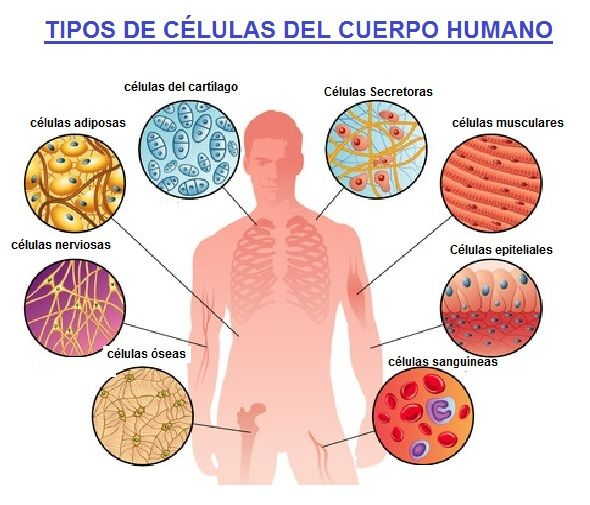 TIPOS DE CÉLULAS DEL CUERPO HUMANO
células del cartílago
Células Secretoras
células adiposas
células musculares
células nerviosas
Células epiteliales
células óseas
células sanguíneas